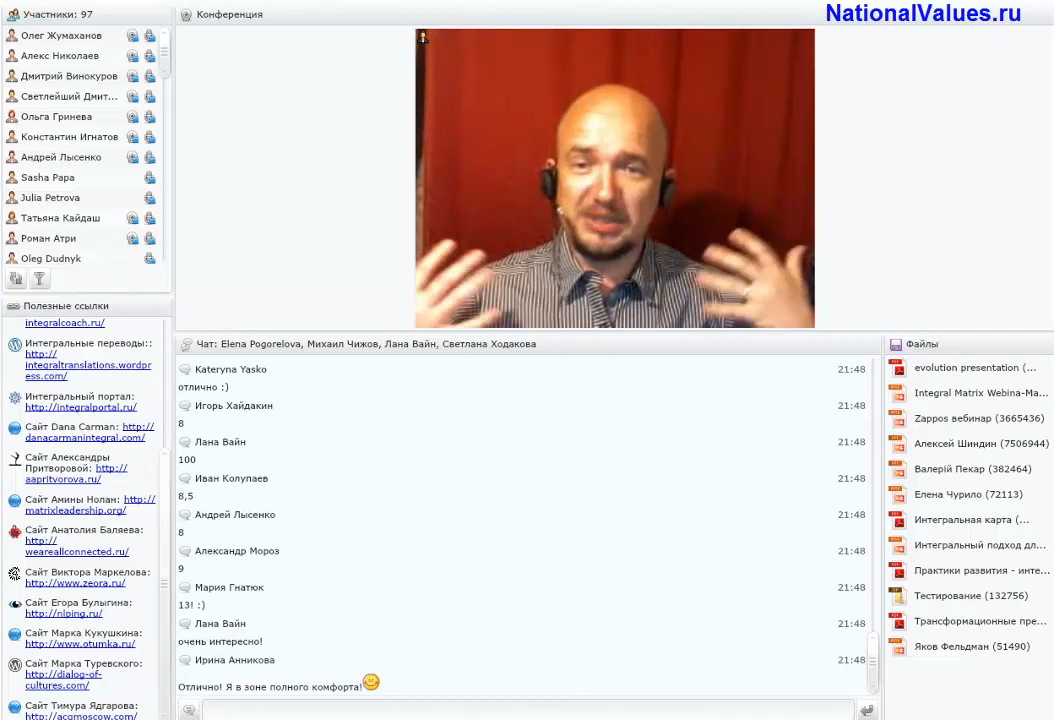 NationalValues.ru
Участники: 97
Олег Жумаханов
Алекс Николаев
Дмитрий Винокуров
Светлейший Дмит...
Ольга Гринева
Константин Игнатов
Андрей Лысенко
Sasha Papa
Julia Petrova
Татьяна Кайдаш
Роман Атри
Oleg Dudnyk
Полезные ссылки
integralcoach.ru/
Интегральные переводы::
http://
integraltranslations.wordpr
ess.com/
Интегральный портал:
http://integralportal.ru/
Сайт Dana Carman: http://
danacarmanintegral.com/
Сайт Александры
Притворовой: http://
aapritvorova.ru/
Сайт Амины Нолан: http://
matrixleadership.org/
Сайт Анатолия Баляева:
http://
weareallconnected.ru/
Сайт Виктора Маркелова:
http://www.zeora.ru/
Сайт Егора Булыгина:
http://nlping.ru/
Сайт Марка Кукушкина:
http://www.otumka.ru/
Сайт Марка Туревского:
http://dialog-of-
cultures.com/
Сайт Тимура Ядгарова:
http://acgmoscow.com/
Конференция
Чат: Elena Pogorelova, Михаил Чижов, Лана Вайн, Светлана Ходакова
Kateryna Yasko 21:48
отлично :)
Игорь Хайдакин 21:48
8
Лана Вайн 21:48
100
Иван Колупаев 21:48
8,5
Андрей Лысенко 21:48
8
Александр Мороз 21:48
9
Мария Гнатюк 21:48
13! :)
Лана Вайн 21:48
очень интересно!
Ирина Анникова 21:48
Отлично! Я в зоне полного комфорта!
Файлы
evolution presentation (...
Integral Matrix Webina-Ma...
Zappos вебинар (3665436)
Алексей Шиндин (7506944)
Валерій Пекар (382464)
Елена Чурило (72113)
Интегральная карта (...
Интегральный подход дл...
Практики развития - инте...
Тестирование (132756)
Трансформационные пре...
Яков Фельдман (51490)